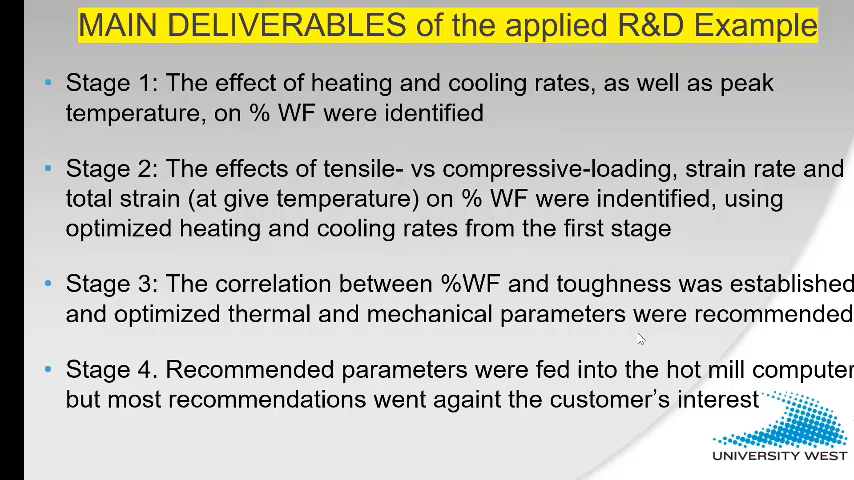 MAIN DELIVERABLES of the applied R&D Example
• Stage 1: The effect of heating and cooling rates, as well as peak
temperature, on % WF were identified
• Stage 2: The effects of tensile- vs compressive-loading, strain rate and
total strain (at give temperature) on % WF were indentified, using
optimized heating and cooling rates from the first stage
• Stage 3: The correlation between %WF and toughness was established
and optimized thermal and mechanical parameters were recommended
• Stage 4. Recommended parameters were fed into the hot mill computer
but most recommendations went againt the customer’s interest
UNIVERSITY WEST